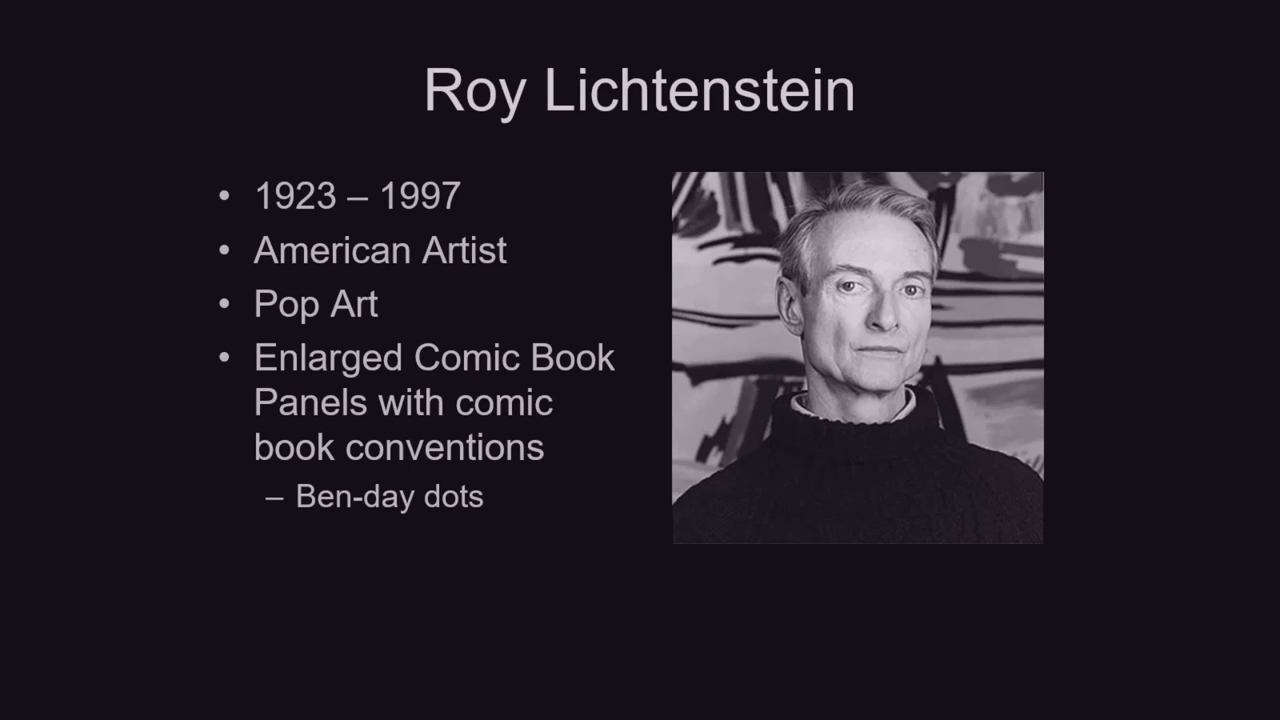 Roy Lichtenstein
• 1923 – 1997
• American Artist
• Pop Art
• Enlarged Comic Book
Panels with comic
book conventions
– Ben-day dots